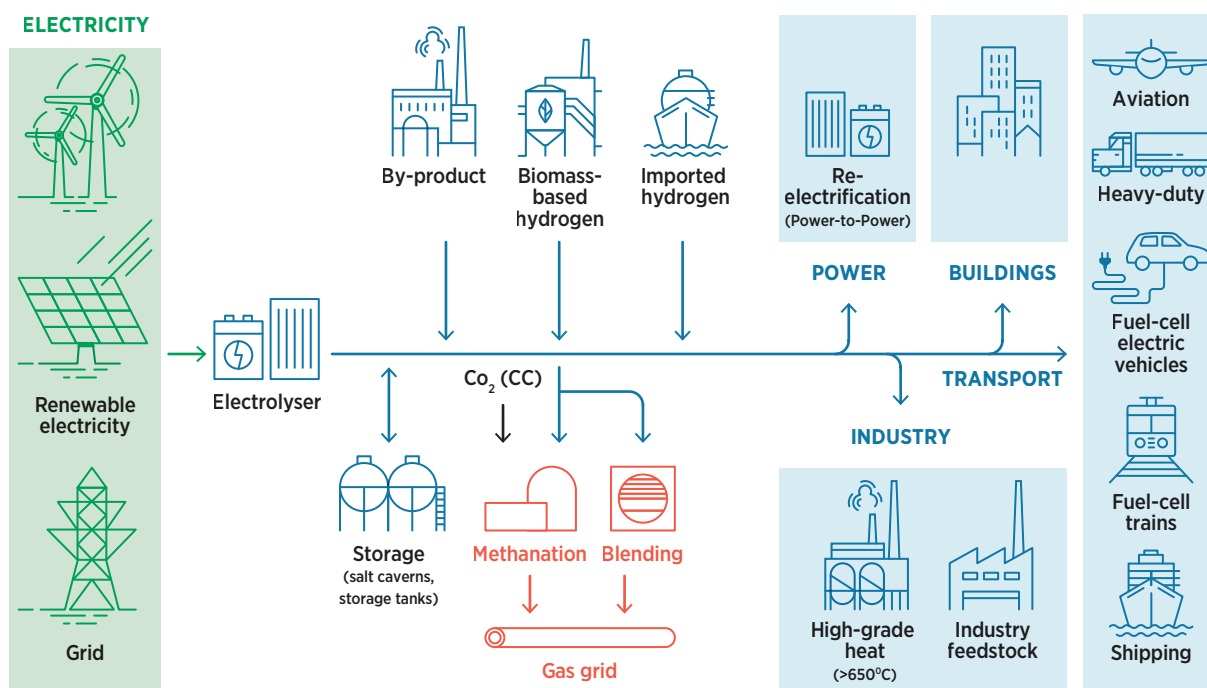 ELECTRICITY
Renewable
electricity
Grid
Electrolyser
By-product
Biomass-
based
hydrogen
Imported
hydrogen
Co₂ (CC)
Storage
(salt caverns,
storage tanks)
Methanation
Blending
Gas grid
Re-
electrification
(Power-to-Power)
POWER
BUILDINGS
TRANSPORT
INDUSTRY
High-grade
heat
(>650⁰C)
Industry
feedstock
Aviation
Heavy-duty
Fuel-cell
electric
vehicles
Fuel-cell
trains
Shipping